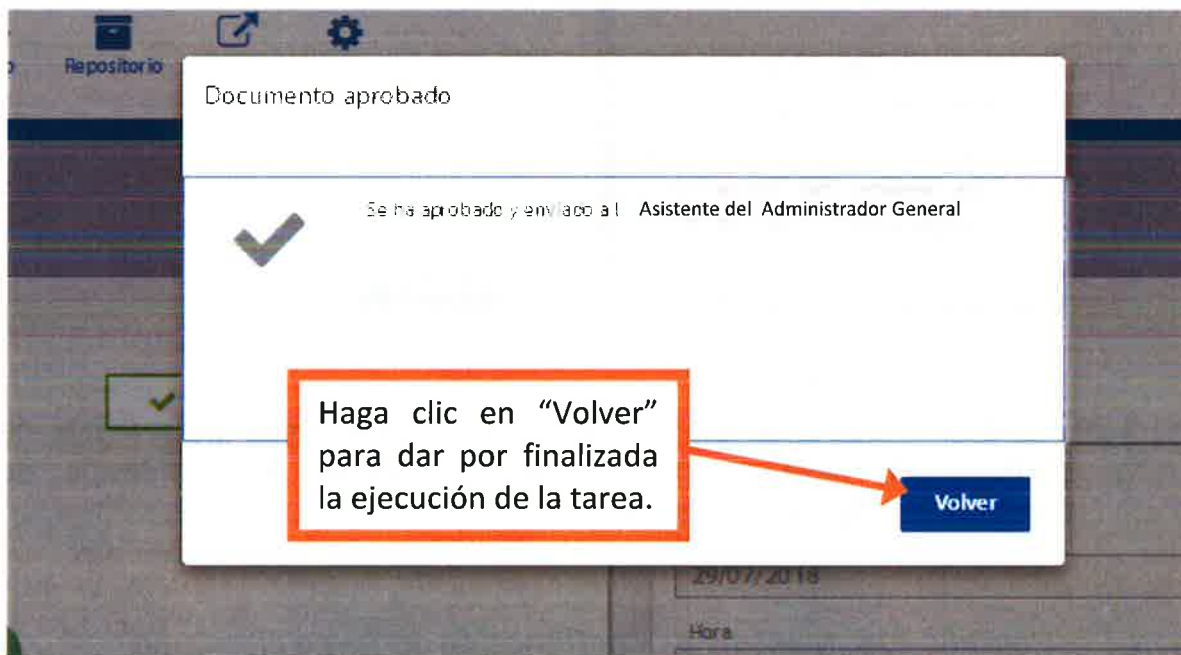 Repositorio
Documento aprobado
Se ha aprobado y enviado al Asistente del Administrador General
Haga clic en “Volver”
para dar por finalizada
la ejecución de la tarea.
Volver
29/07/2018
Hora